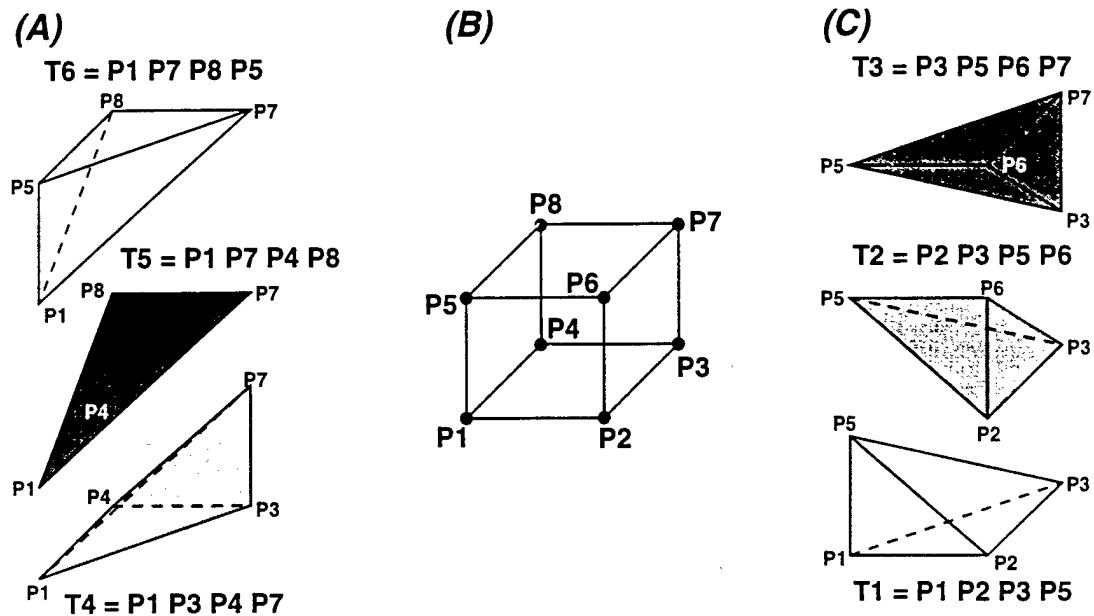 (A)
T6 = P1 P7 P8 P5
P8
P7
P5
P1
T5 = P1 P7 P4 P8
P8
P7
P4
P1
P7
P4
P3
P1
T4 = P1 P3 P4 P7
(B)
P8
P7
P5
P6
P4
P3
P1
P2
(C)
T3 = P3 P5 P6 P7
P7
P5
P6
P3
T2 = P2 P3 P5 P6
P6
P5
P3
P2
P5
P3
P1
P2
T1 = P1 P2 P3 P5